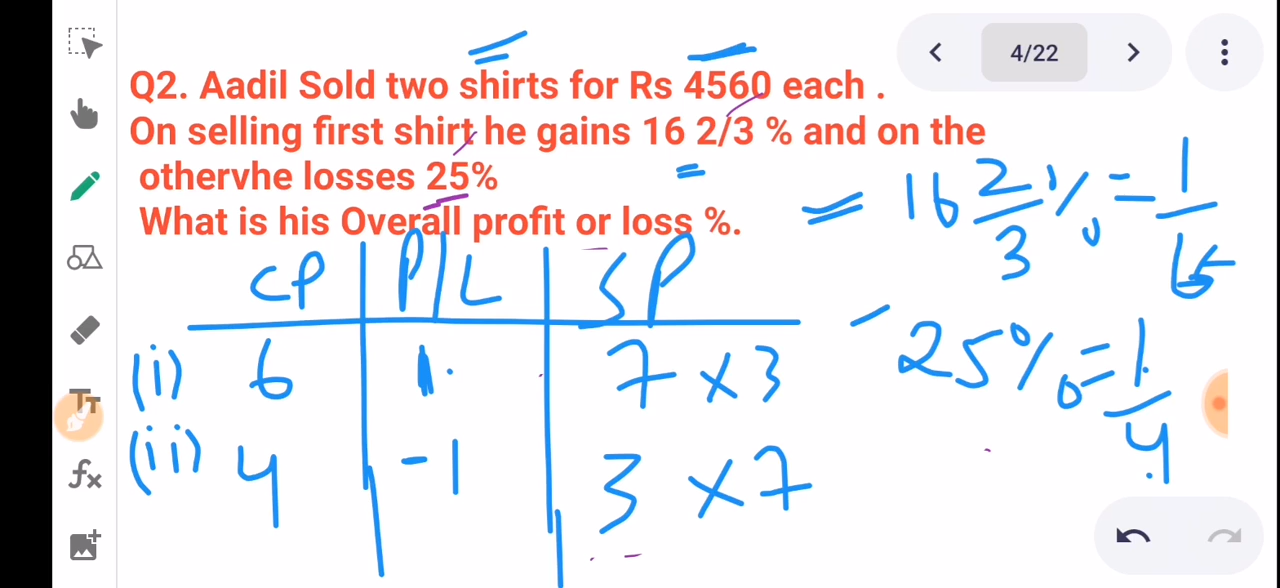 4/22
Q2. Aadil Sold two shirts for Rs 4560 each .
On selling first shirt he gains 16 2/3 % and on the
othervhe losses 25%
What is his Overall profit or loss %.
= 16 2/3 % = 1/6
- 25% = 1/4
CP | P/L | SP
(i) 6 | 1 | 7 × 3
(ii) 4 | -1 | 3 × 7
Tт
fx